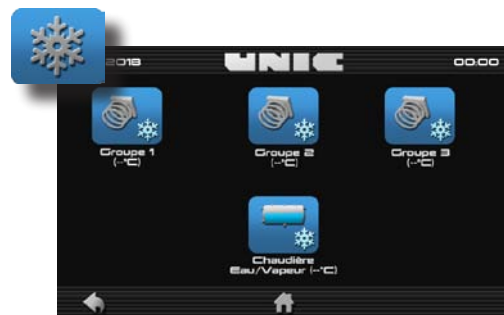 2018 UNIC 00:00
Groupe 1 Groupe 2 Groupe 3
(--°C) (--°C) (--°C)
Chaudière
Eau/Vapeur (--°C)